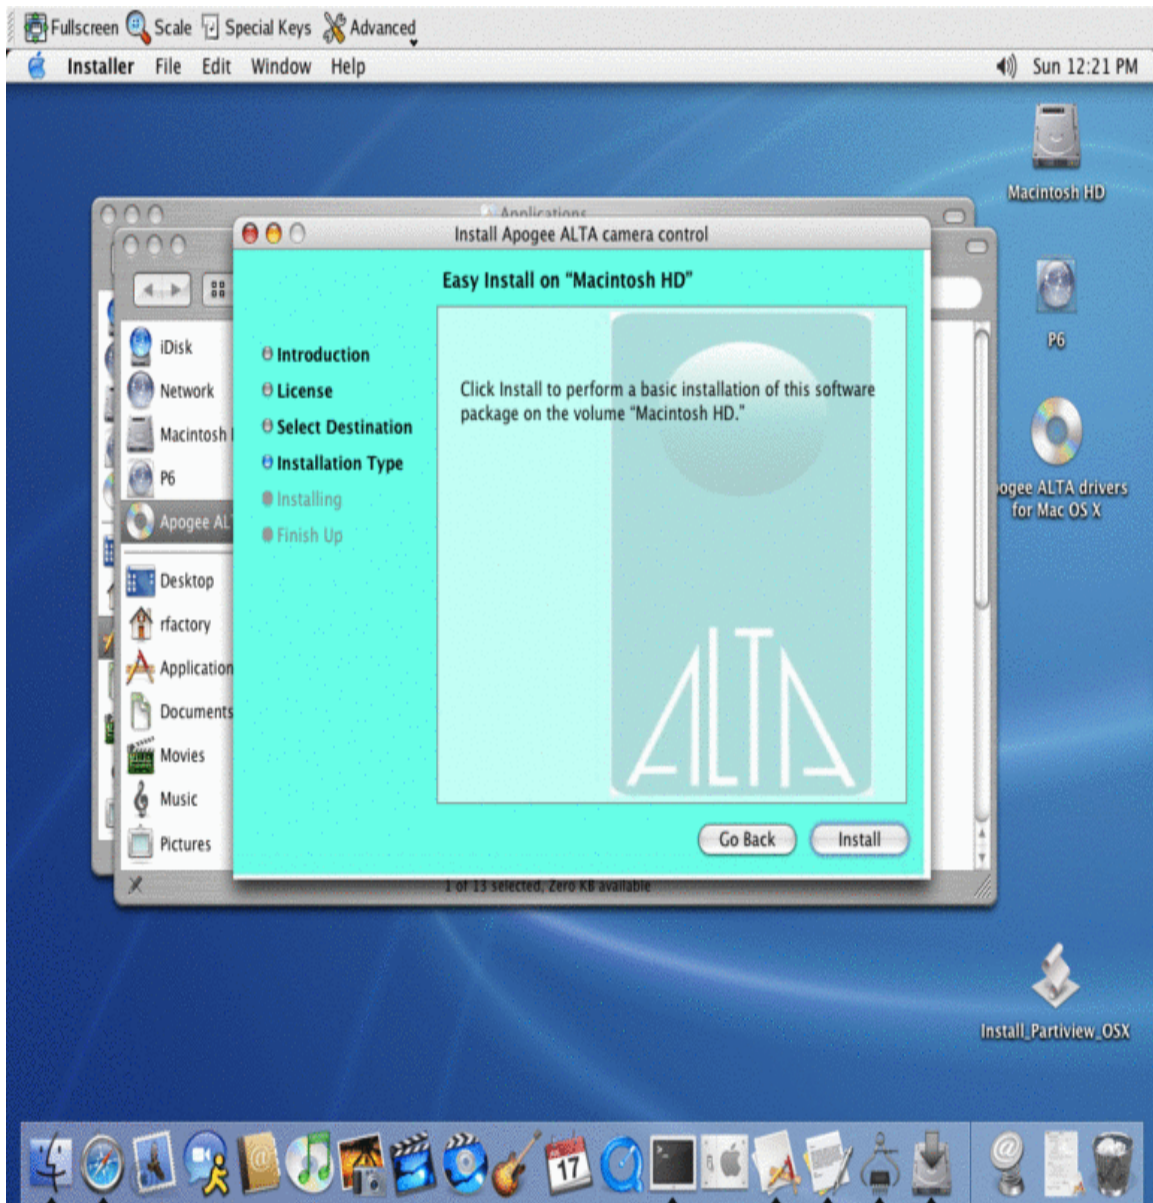 Fullscreen Scale Special Keys Advanced
Installer File Edit Window Help Sun 12:21 PM
Macintosh HD
Applications
Install Apogee ALTA camera control
Easy Install on “Macintosh HD”
iDisk
Network
Macintosh
P6
Apogee AL
Desktop
rfactory
Application
Documents
Movies
Music
Pictures
Introduction
License
Select Destination
Installation Type
Installing
Finish Up
Click Install to perform a basic installation of this software
package on the volume “Macintosh HD.”
ALTA
Go Back Install
1 of 13 selected, Zero KB available
P6
ogee ALTA drivers
for Mac OS X
Install_Partiview_OSX
17